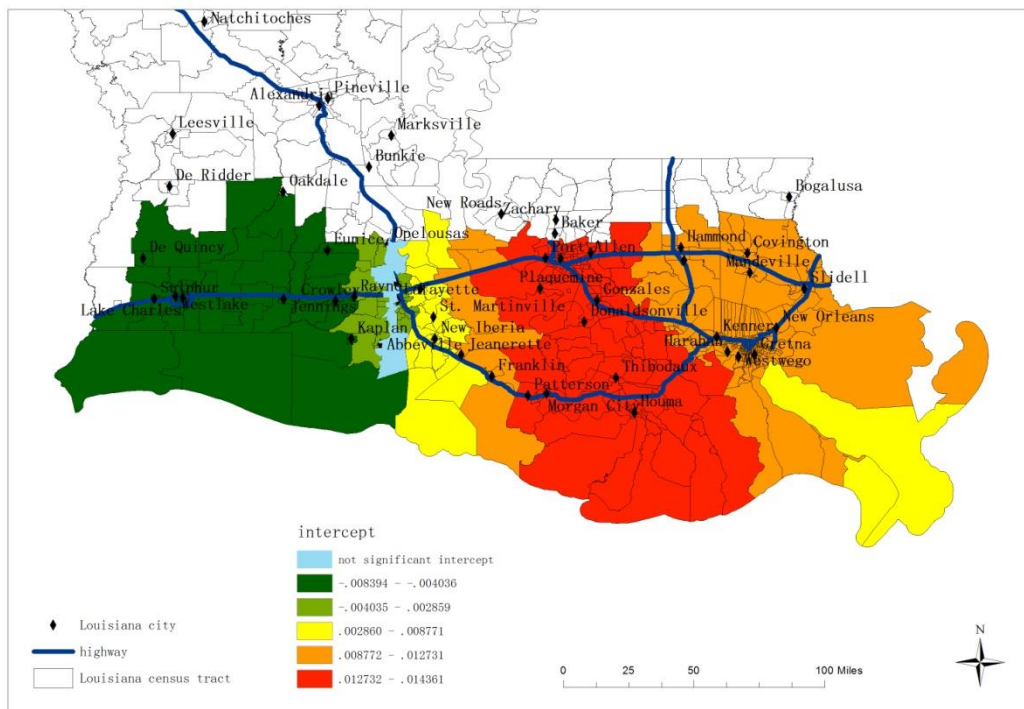 Natchitoches
Pineville
Alexandria
Leesville
Marksville
Bunkie
De Ridder
Oakdale
New Roads
Zachary
Baker
Bogalusa
Opelousas
Eunice
De Quincy
Port Allen
Hammond
Covington
Mandeville
Slidell
Sulphur
Westlake
Lake Charles
Jennings
Crowley
Rayne
Lafayette
Plaquemine
Gonzales
St. Martinville
Donaldsonville
New Orleans
Kaplan
Abbeville
New Iberia
Jeanerette
Kenner
Harahan
Gretna
Westwego
Franklin
Thibodaux
Patterson
Morgan City
Houma
intercept
not significant intercept
-.008394 - -.004036
-.004035 - .002859
.002860 - .008771
.008772 - .012731
.012732 - .014361
Louisiana city
highway
Louisiana census tract
N
0 25 50 100 Miles